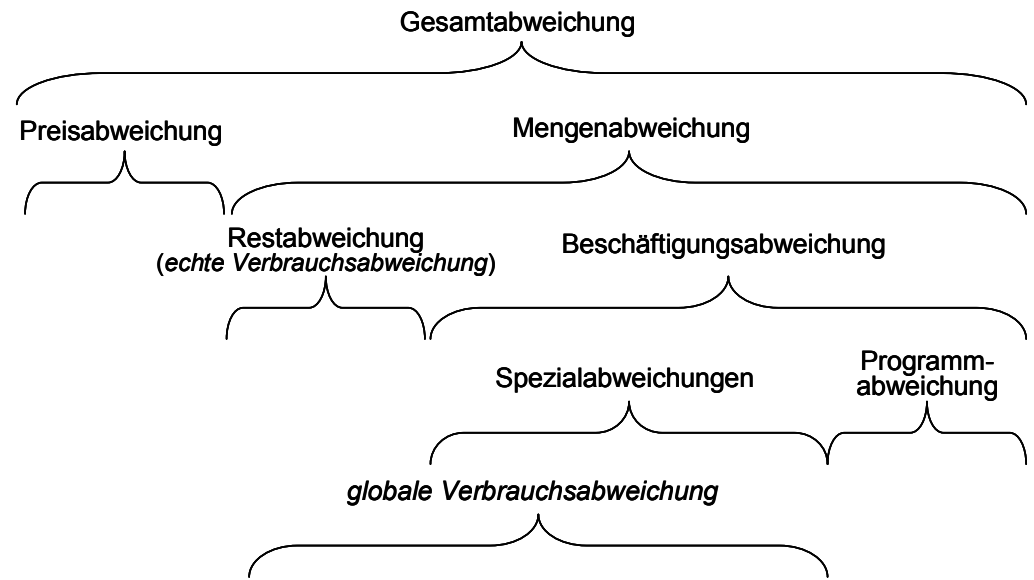 Gesamtabweichung
Preisabweichung
Mengenabweichung
Restabweichung
(echte Verbrauchsabweichung)
Beschäftigungsabweichung
Spezialabweichungen
Programm-
abweichung
globale Verbrauchsabweichung